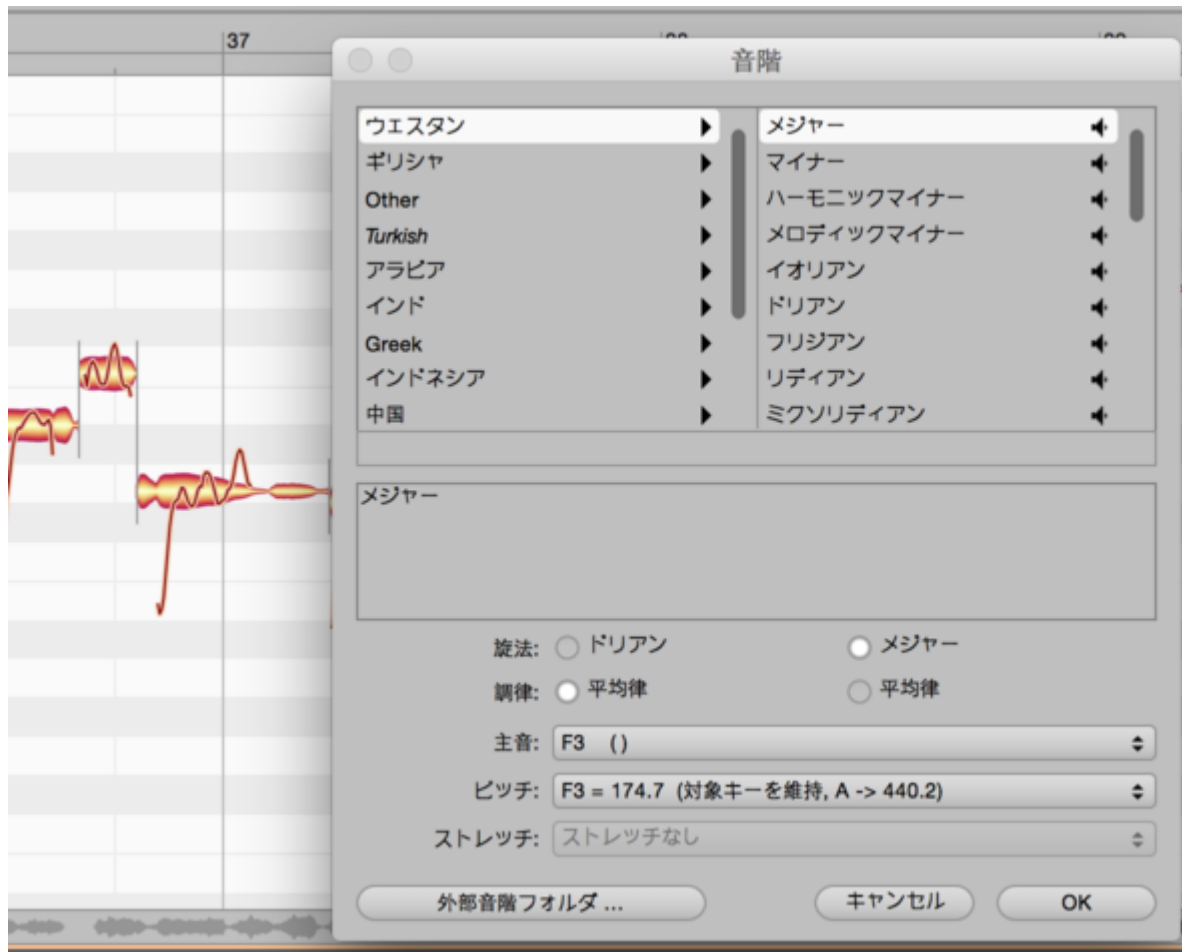 37
音階
ウェスタン
メジャー
ギリシャ
マイナー
Other
ハーモニックマイナー
Turkish
メロディックマイナー
アラビア
イオリアン
インド
ドリアン
Greek
フリジアン
インドネシア
リディアン
中国
ミクソリディアン
メジャー
旋法: ドリアン メジャー
調律: 平均律 平均律
主音: F3 ()
ピッチ: F3 = 174.7 (対象キーを維持, A -> 440.2)
ストレッチ: ストレッチなし
外部音階フォルダ ... キャンセル OK